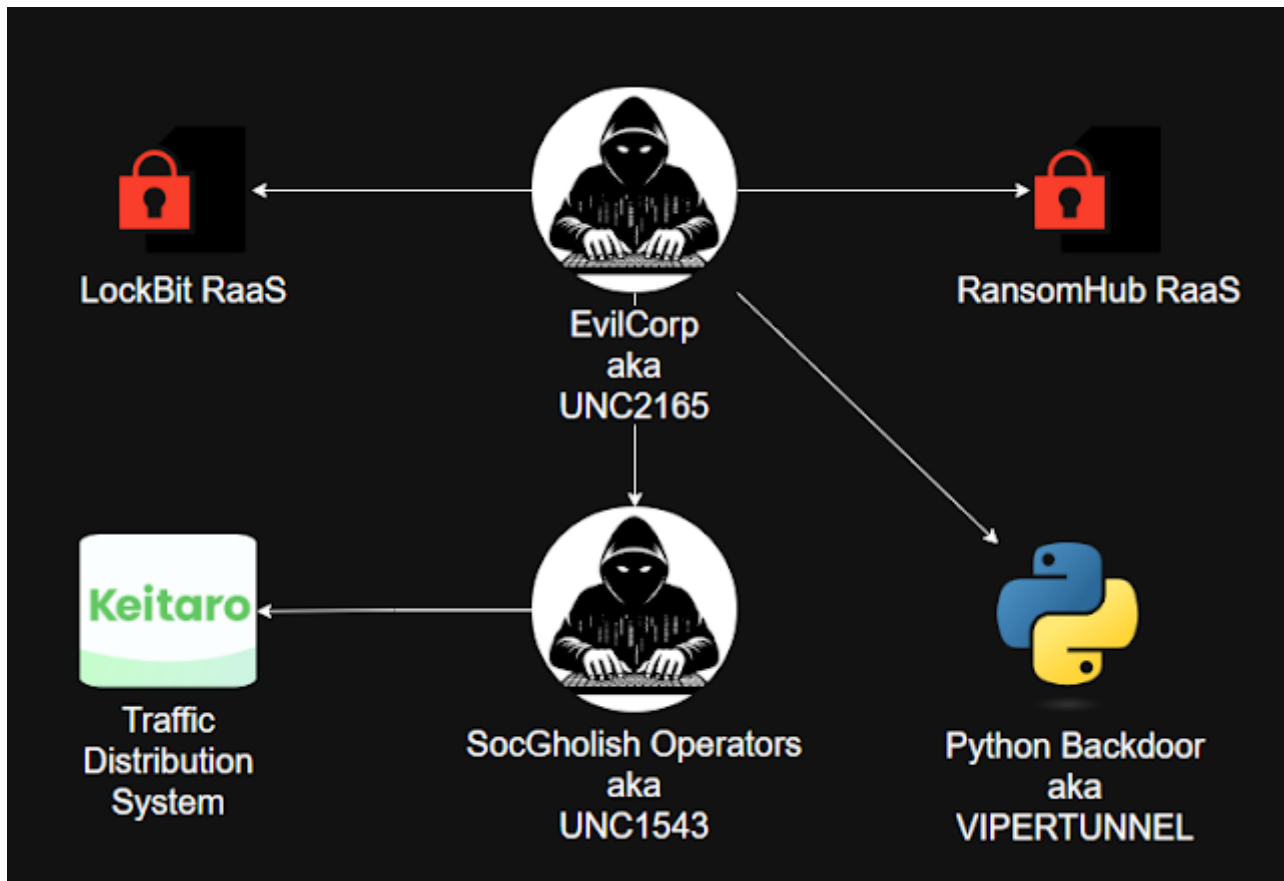 LockBit RaaS
EvilCorp
aka
UNC2165
RansomHub RaaS
Keitaro
Traffic
Distribution
System
SocGholish Operators
aka
UNC1543
Python Backdoor
aka
VIPERTUNNEL